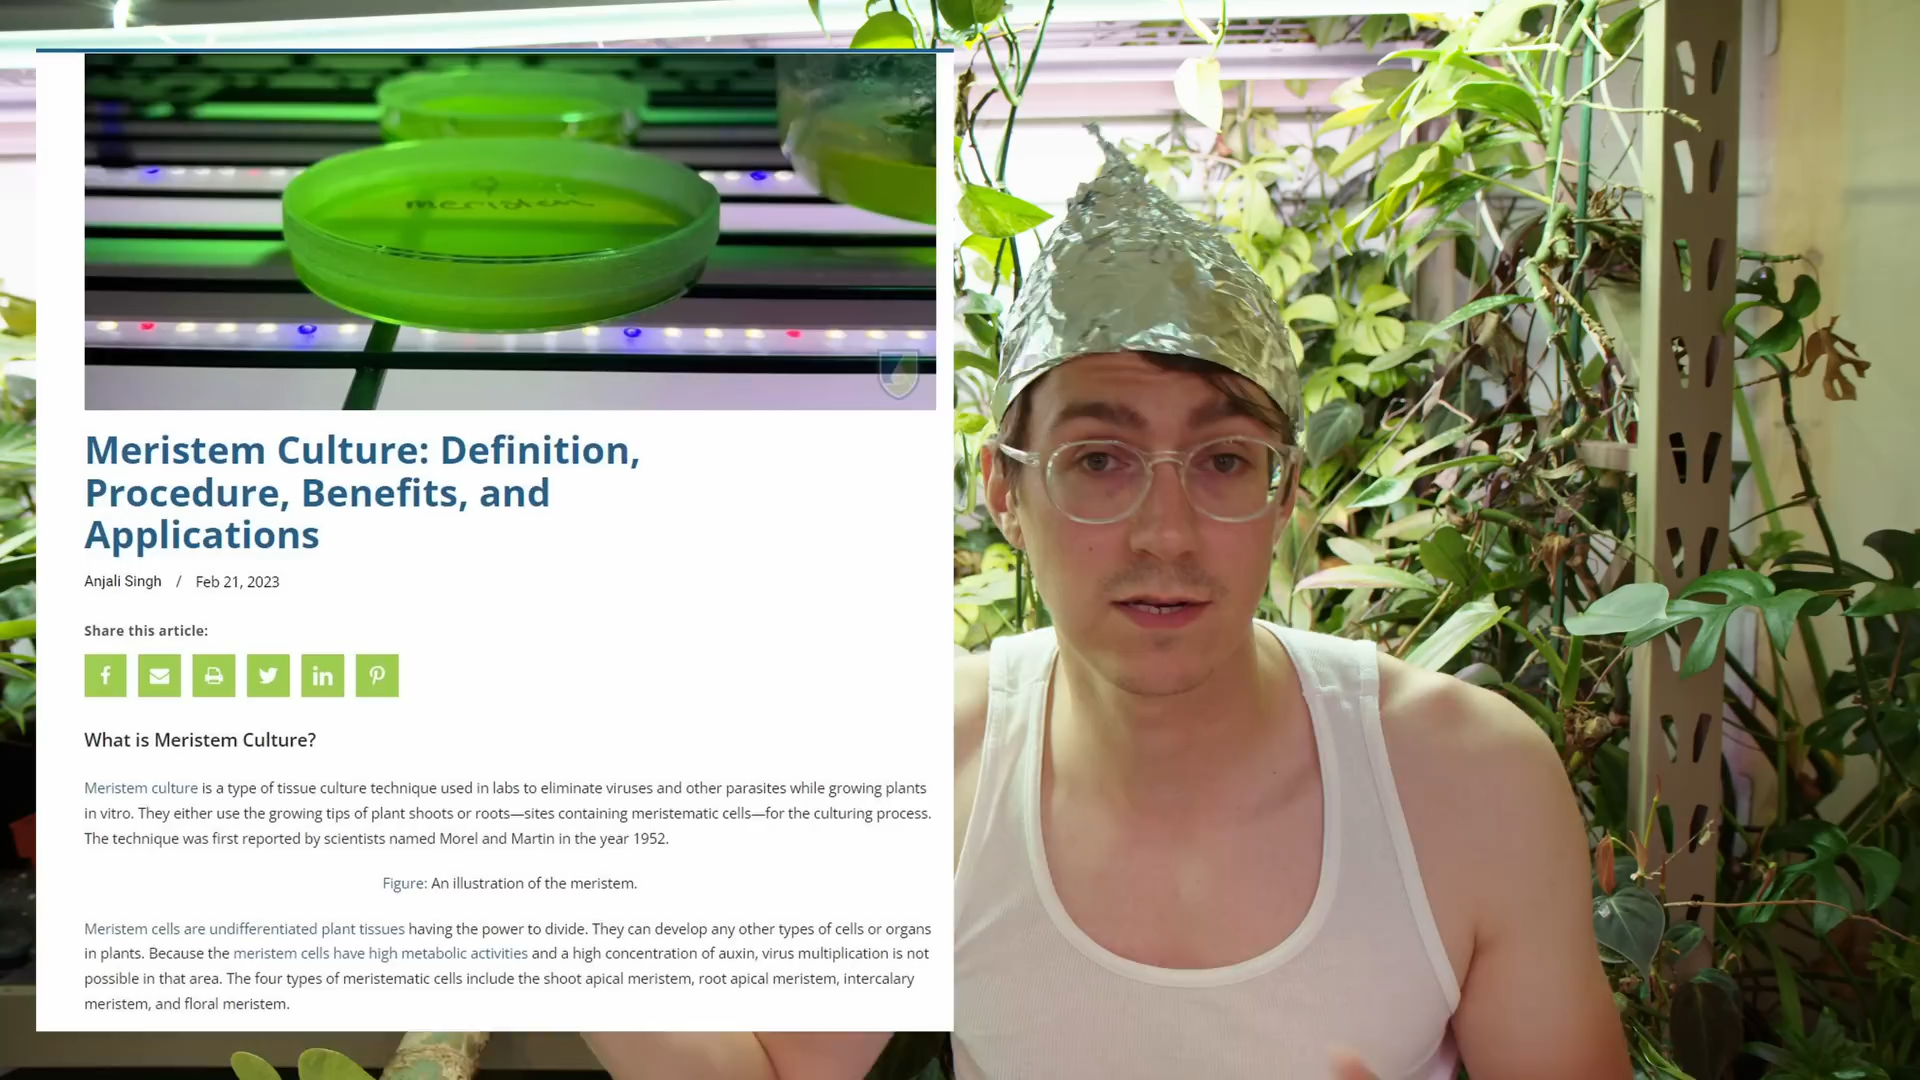 meristem
Meristem Culture: Definition,
Procedure, Benefits, and
Applications
Anjali Singh / Feb 21, 2023
Share this article:
What is Meristem Culture?
Meristem culture is a type of tissue culture technique used in labs to eliminate viruses and other parasites while growing plants
in vitro. They either use the growing tips of plant shoots or roots—sites containing meristematic cells—for the culturing process.
The technique was first reported by scientists named Morel and Martin in the year 1952.
Figure: An illustration of the meristem.
Meristem cells are undifferentiated plant tissues having the power to divide. They can develop any other types of cells or organs
in plants. Because the meristem cells have high metabolic activities and a high concentration of auxin, virus multiplication is not
possible in that area. The four types of meristematic cells include the shoot apical meristem, root apical meristem, intercalary
meristem, and floral meristem.